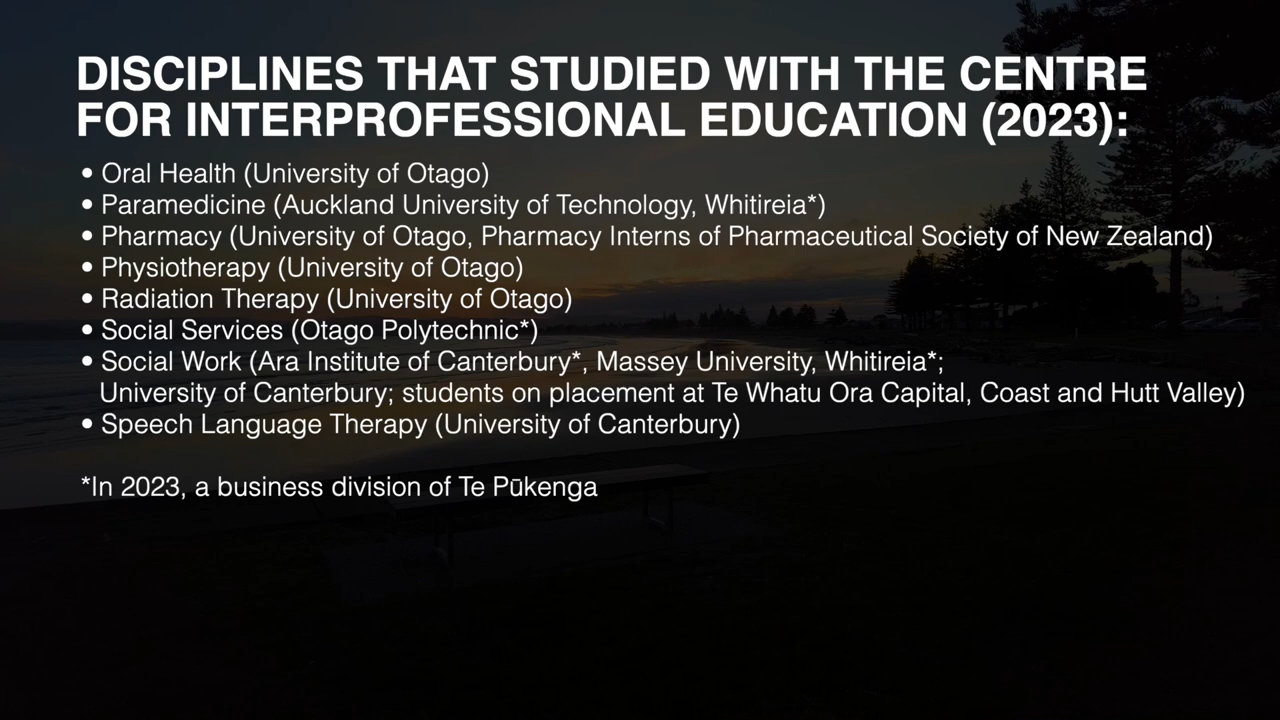 DISCIPLINES THAT STUDIED WITH THE CENTRE
FOR INTERPROFESSIONAL EDUCATION (2023):
• Oral Health (University of Otago)
• Paramedicine (Auckland University of Technology, Whitireia*)
• Pharmacy (University of Otago, Pharmacy Interns of Pharmaceutical Society of New Zealand)
• Physiotherapy (University of Otago)
• Radiation Therapy (University of Otago)
• Social Services (Otago Polytechnic*)
• Social Work (Ara Institute of Canterbury*, Massey University, Whitireia*;
University of Canterbury; students on placement at Te Whatu Ora Capital, Coast and Hutt Valley)
• Speech Language Therapy (University of Canterbury)
*In 2023, a business division of Te Pūkenga